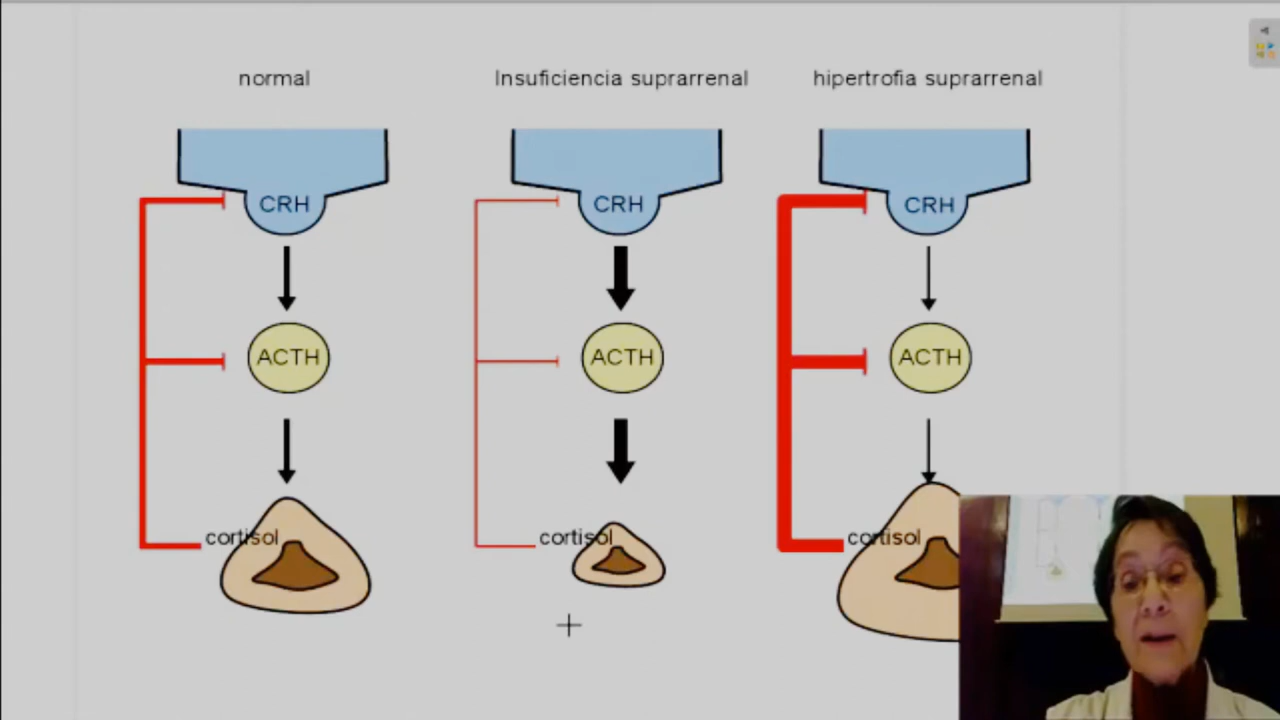 normal
Insuficiencia suprarrenal
hipertrofia suprarrenal
CRH
CRH
CRH
ACTH
ACTH
ACTH
cortisol
cortisol
cortisol